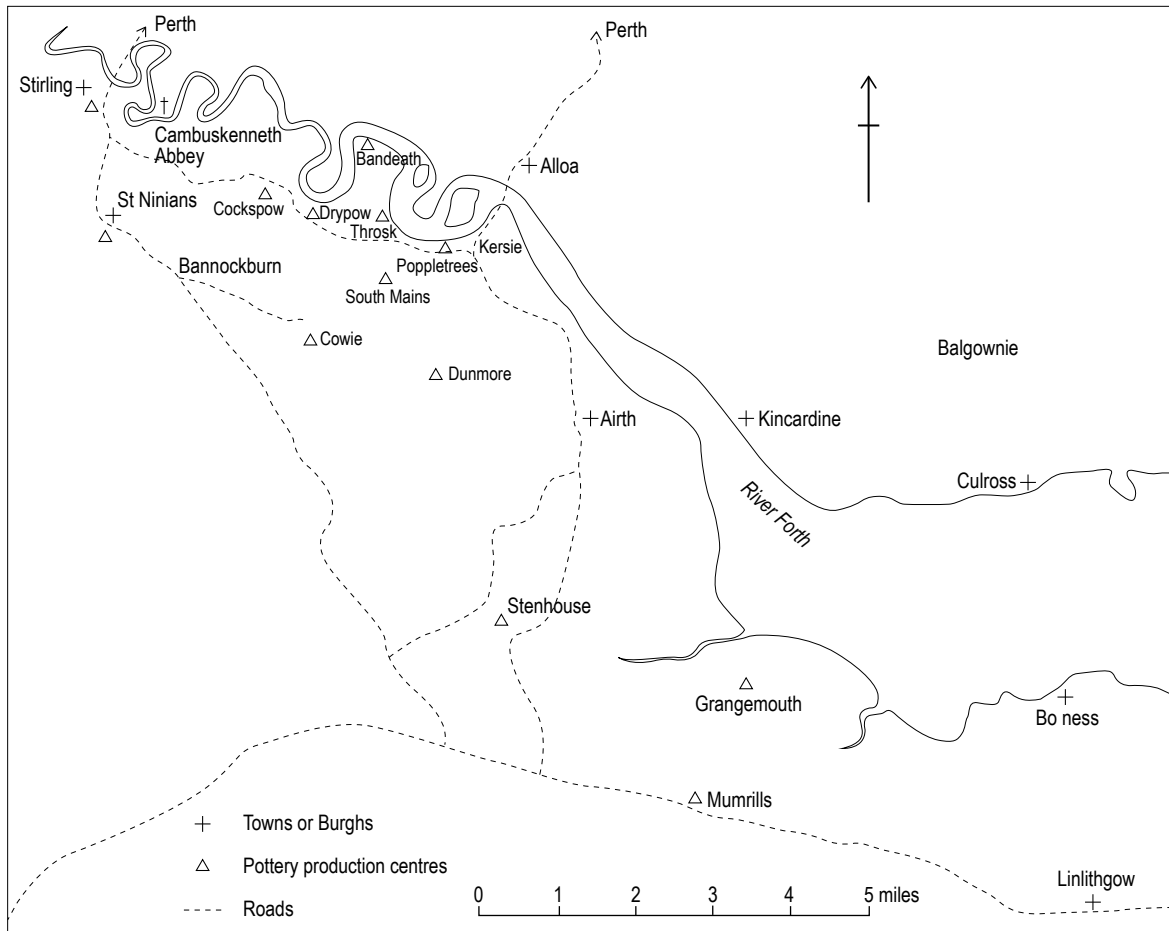 Perth
Perth
Stirling
Cambuskenneth
Abbey
Bandeath
Alloa
St Ninians
Cockspow
Drypow
Throsk
Kersie
Poppletrees
Bannockburn
South Mains
Cowie
Balgownie
Dunmore
Airth
Kincardine
Culross
River Forth
Stenhouse
Grangemouth
Bo ness
Mumrills
Towns or Burghs
Pottery production centres
Linlithgow
Roads
0 1 2 3 4 5 miles